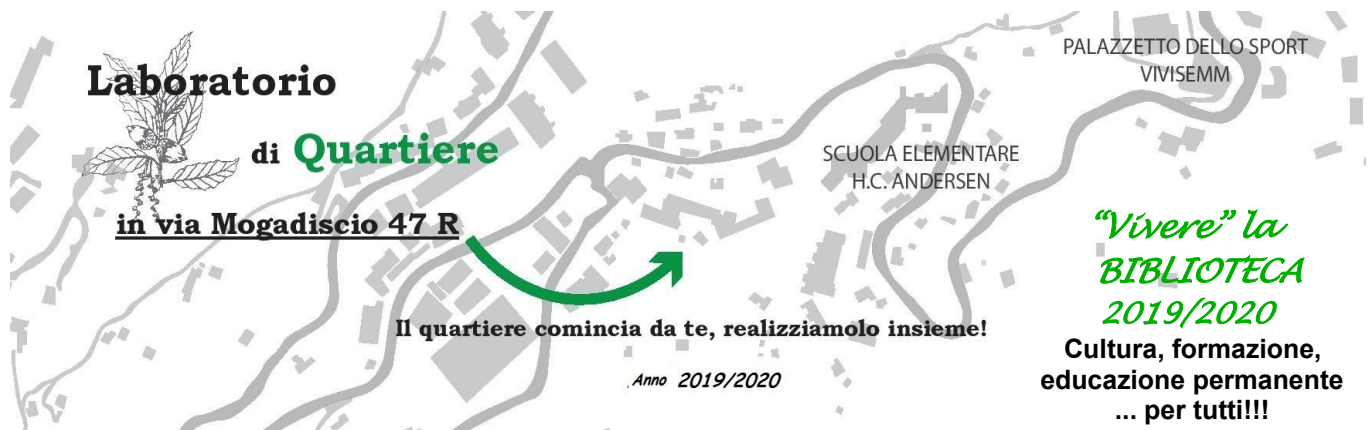 Laboratorio
di Quartiere
in via Mogadiscio 47 R
Il quartiere comincia da te, realizziamolo insieme!
Anno 2019/2020
SCUOLA ELEMENTARE
H.C. ANDERSEN
PALAZZETTO DELLO SPORT
VIVISEMM
“Vivere” la
BIBLIOTECA
2019/2020
Cultura, formazione,
educazione permanente
... per tutti!!!